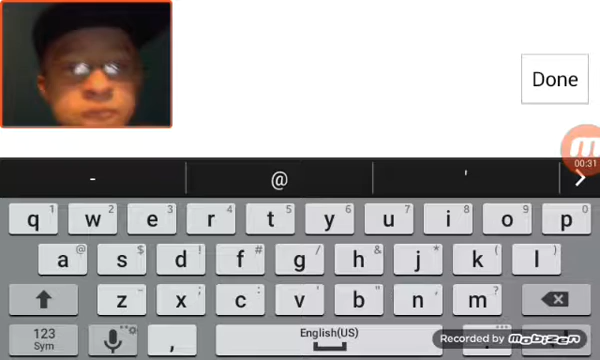 Done
00:31
- @ '
q 1 w 2 e 3 r 4 t 5 y 6 u 7 i 8 o 9 p 0
a @ s $ d ! f # g / h & j * k ( l )
z x ; c : v ' b " n , m ?
123 Sym , English(US)
Recorded by mobizen